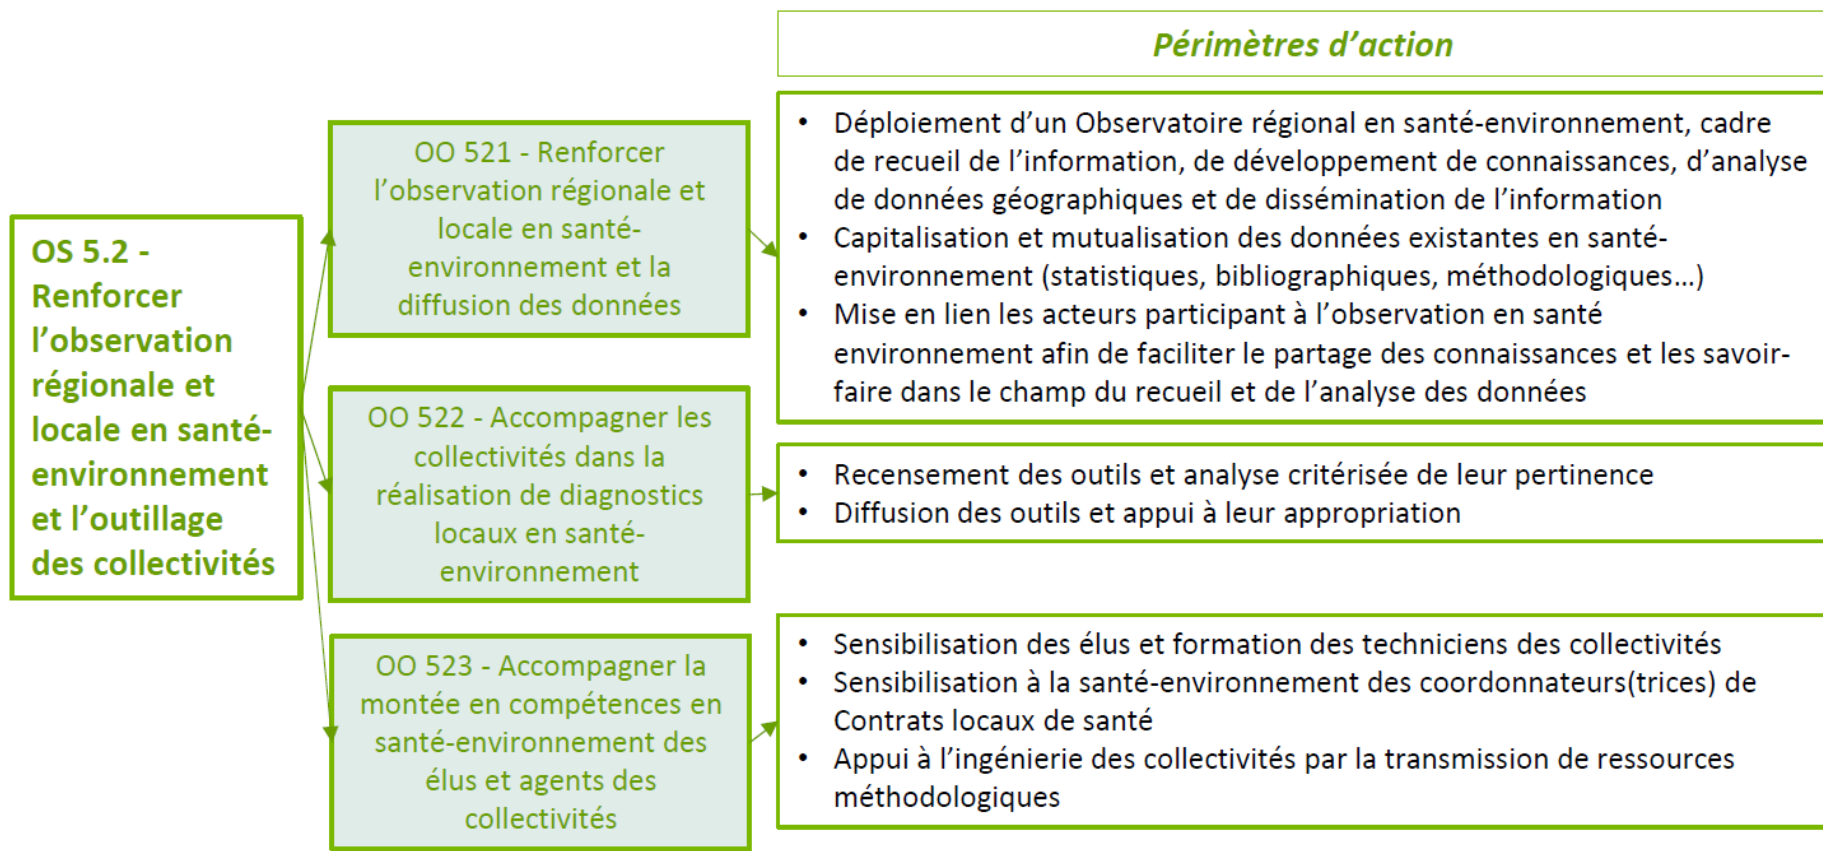 Périmètres d’action
OS 5.2 -
Renforcer
l’observation
régionale et
locale en santé-
environnement
et l’outillage
des collectivités
OO 521 - Renforcer
l’observation régionale et
locale en santé-
environnement et la
diffusion des données
• Déploiement d’un Observatoire régional en santé-environnement, cadre
de recueil de l’information, de développement de connaissances, d’analyse
de données géographiques et de dissémination de l’information
• Capitalisation et mutualisation des données existantes en santé-
environnement (statistiques, bibliographiques, méthodologiques…)
• Mise en lien les acteurs participant à l’observation en santé
environnement afin de faciliter le partage des connaissances et les savoir-
faire dans le champ du recueil et de l’analyse des données
OO 522 - Accompagner les
collectivités dans la
réalisation de diagnostics
locaux en santé-
environnement
• Recensement des outils et analyse critérisée de leur pertinence
• Diffusion des outils et appui à leur appropriation
OO 523 - Accompagner la
montée en compétences en
santé-environnement des
élus et agents des
collectivités
• Sensibilisation des élus et formation des techniciens des collectivités
• Sensibilisation à la santé-environnement des coordonnateurs(trices) de
Contrats locaux de santé
• Appui à l’ingénierie des collectivités par la transmission de ressources
méthodologiques